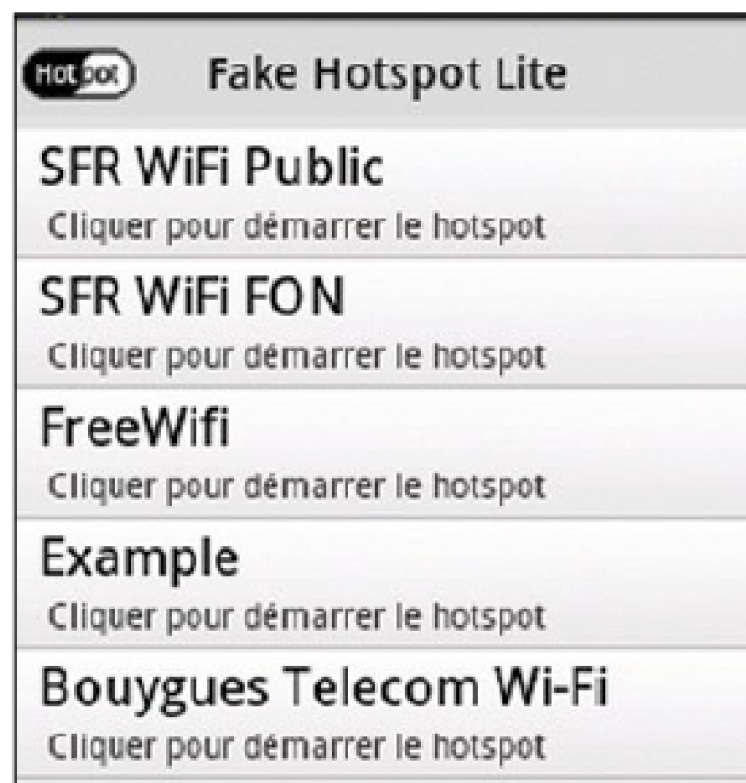 Hotspot Fake Hotspot Lite
SFR WiFi Public
Cliquer pour démarrer le hotspot
SFR WiFi FON
Cliquer pour démarrer le hotspot
FreeWifi
Cliquer pour démarrer le hotspot
Example
Cliquer pour démarrer le hotspot
Bouygues Telecom Wi-Fi
Cliquer pour démarrer le hotspot